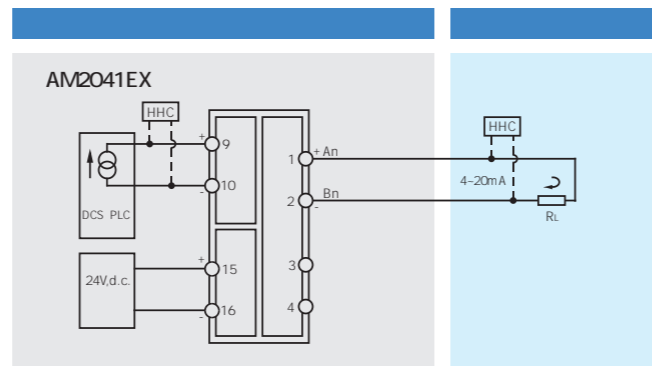 AM2041EX
HHC
+ 9
- 10
DCS PLC
+ 15
24V,d.c.
- 16
1 + An
2 Bn
-
3
4
HHC
4~20mA
RL